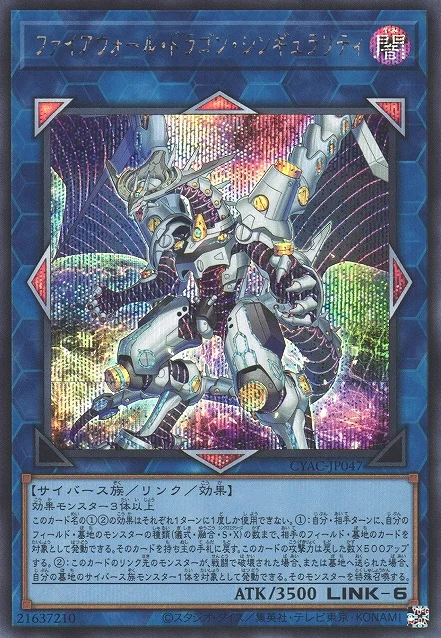 ファイアウォール・ドラゴン・シンギュラリティ
闇
CYAC-JP047
【サイバース族／リンク／効果】
効果モンスター３体以上
このカード名の①②の効果はそれぞれ１ターンに１度しか使用できない。①：自分・相手ターンに、自分の
フィールド・墓地のモンスターの種類(儀式・融合・S・X)の数まで、相手のフィールド・墓地のカードを
対象として発動できる。そのカードを持ち主の手札に戻す。このカードの攻撃力は戻した数×５００アップ
する。②：このカードのリンク先のモンスターが、戦闘で破壊された場合、または墓地へ送られた場合、
自分の墓地のサイバース族モンスター１体を対象として発動できる。そのモンスターを特殊召喚する。
ATK/3500 LINK-6
21637210
©スタジオ・ダイス／集英社・テレビ東京・KONAMI